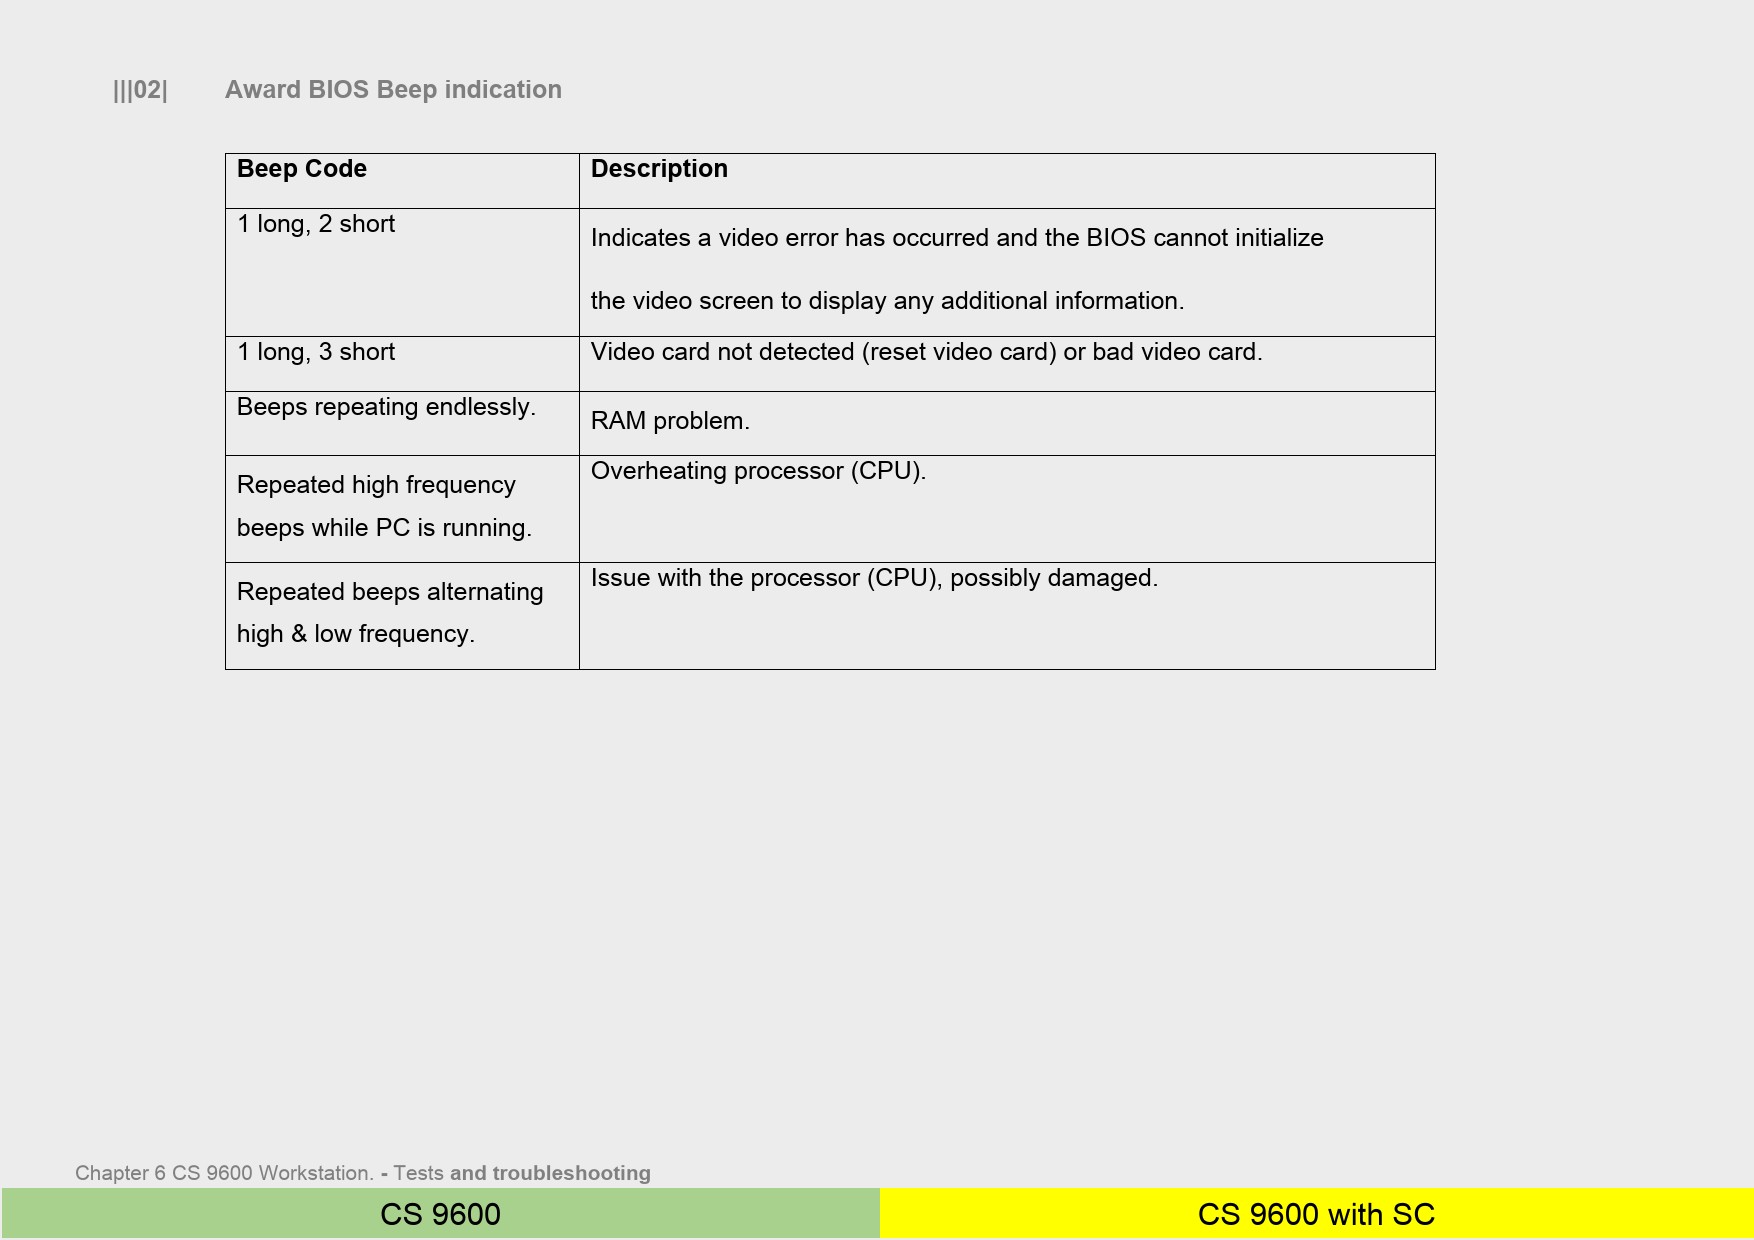 |||02| Award BIOS Beep indication
Beep Code Description
1 long, 2 short
Indicates a video error has occurred and the BIOS cannot initialize
the video screen to display any additional information.
1 long, 3 short Video card not detected (reset video card) or bad video card.
Beeps repeating endlessly.
RAM problem.
Repeated high frequency
beeps while PC is running.
Overheating processor (CPU).
Repeated beeps alternating
high & low frequency.
Issue with the processor (CPU), possibly damaged.
Chapter 6 CS 9600 Workstation. - Tests and troubleshooting
CS 9600 CS 9600 with SC